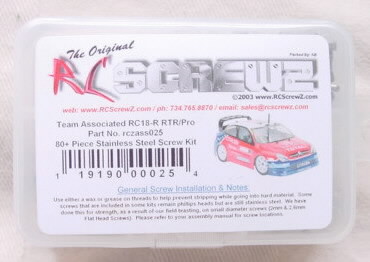 The Original
Packed By: SB
RC SCREWZ
©2003 www.RCScrewZ.com
web: www.RCScrewZ.com / ph: 734.765.8878 / email: sales@rcscrewz.com
Team Associated RC18-R RTR/Pro
Part No. rczass025
80+ Piece Stainless Steel Screw Kit
1 19190 00025 4
General Screw Installation & Notes:
Use either a wax or grease on threads to help prevent stripping while going into hard material. Some
screws that are included in some kits remain phillips heads but are still stainless steel. We have
done this for strength, as a result of our field testing, on small diameter screws (2mm & 2.6mm
Flat Head Screws). Please refer to your assembly manual for screw locations.